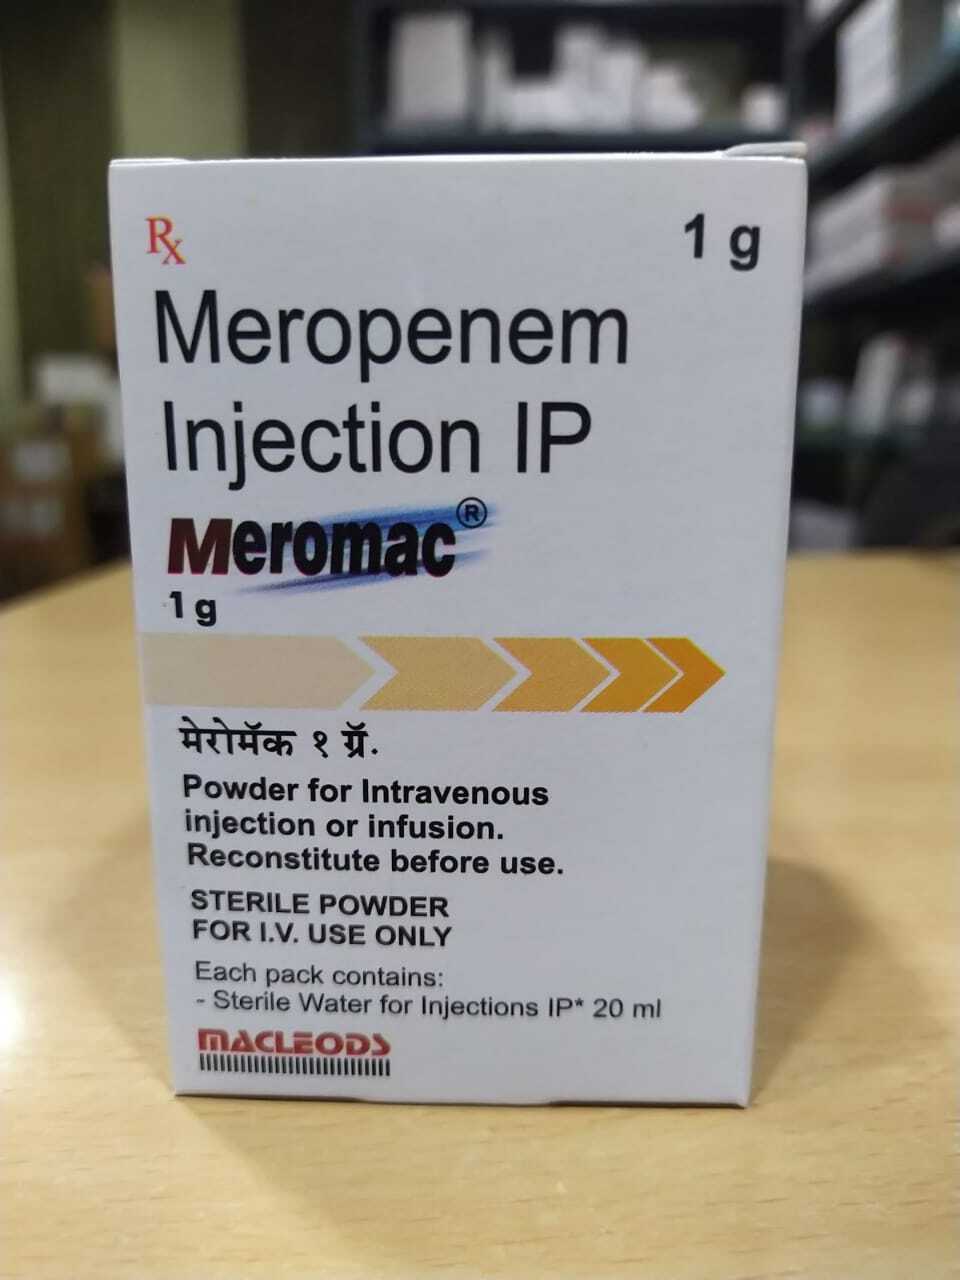 Rx
1 g
Meropenem
Injection IP
Meromac®
1 g
मेरोमॅक १ ग्रॅ.
Powder for Intravenous
injection or infusion.
Reconstitute before use.
STERILE POWDER
FOR I.V. USE ONLY
Each pack contains:
- Sterile Water for Injections IP* 20 ml
MACLEODS